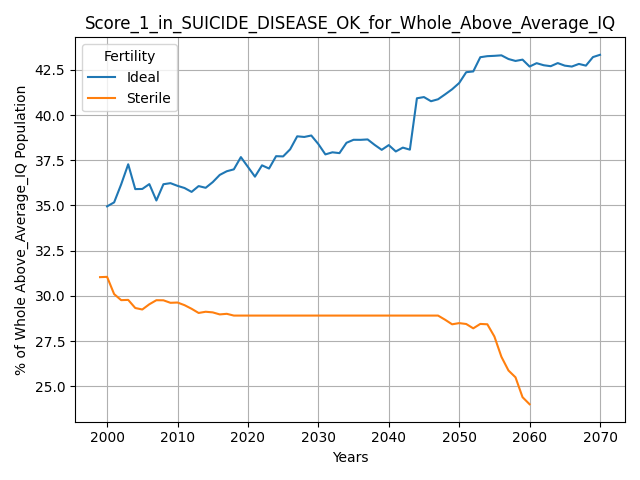 Score_1_in_SUICIDE_DISEASE_OK_for_Whole_Above_Average_IQ
Fertility
Ideal
Sterile
% of Whole Above_Average_IQ Population
42.5
40.0
37.5
35.0
32.5
30.0
27.5
25.0
2000 2010 2020 2030 2040 2050 2060 2070
Years